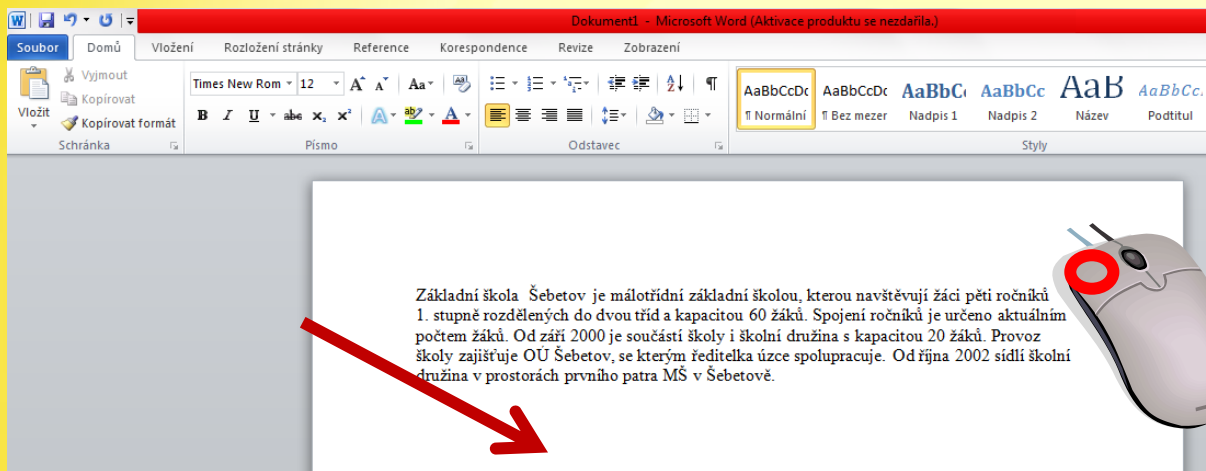 Dokument1 - Microsoft Word (Aktivace produktu se nezdařila.)
Soubor Domů Vložení Rozložení stránky Reference Korespondence Revize Zobrazení
Vložit
Vyjmout
Kopírovat
Kopírovat formát
Schránka
Times New Rom 12
Písmo
Odstavec
AaBbCcDc AaBbCcDc AaBbC AaBbCc AaB AaBbCc.
¶ Normální ¶ Bez mezer Nadpis 1 Nadpis 2 Název Podtitul
Styly
Základní škola Šebetov je málotřídní základní školou, kterou navštěvují žáci pěti ročníků
1. stupně rozdělených do dvou tříd a kapacitou 60 žáků. Spojení ročníků je určeno aktuálním
počtem žáků. Od září 2000 je součástí školy i školní družina s kapacitou 20 žáků. Provoz
školy zajišťuje OÚ Šebetov, se kterým ředitelka úzce spolupracuje. Od října 2002 sídlí školní
družina v prostorách prvního patra MŠ v Šebetově.